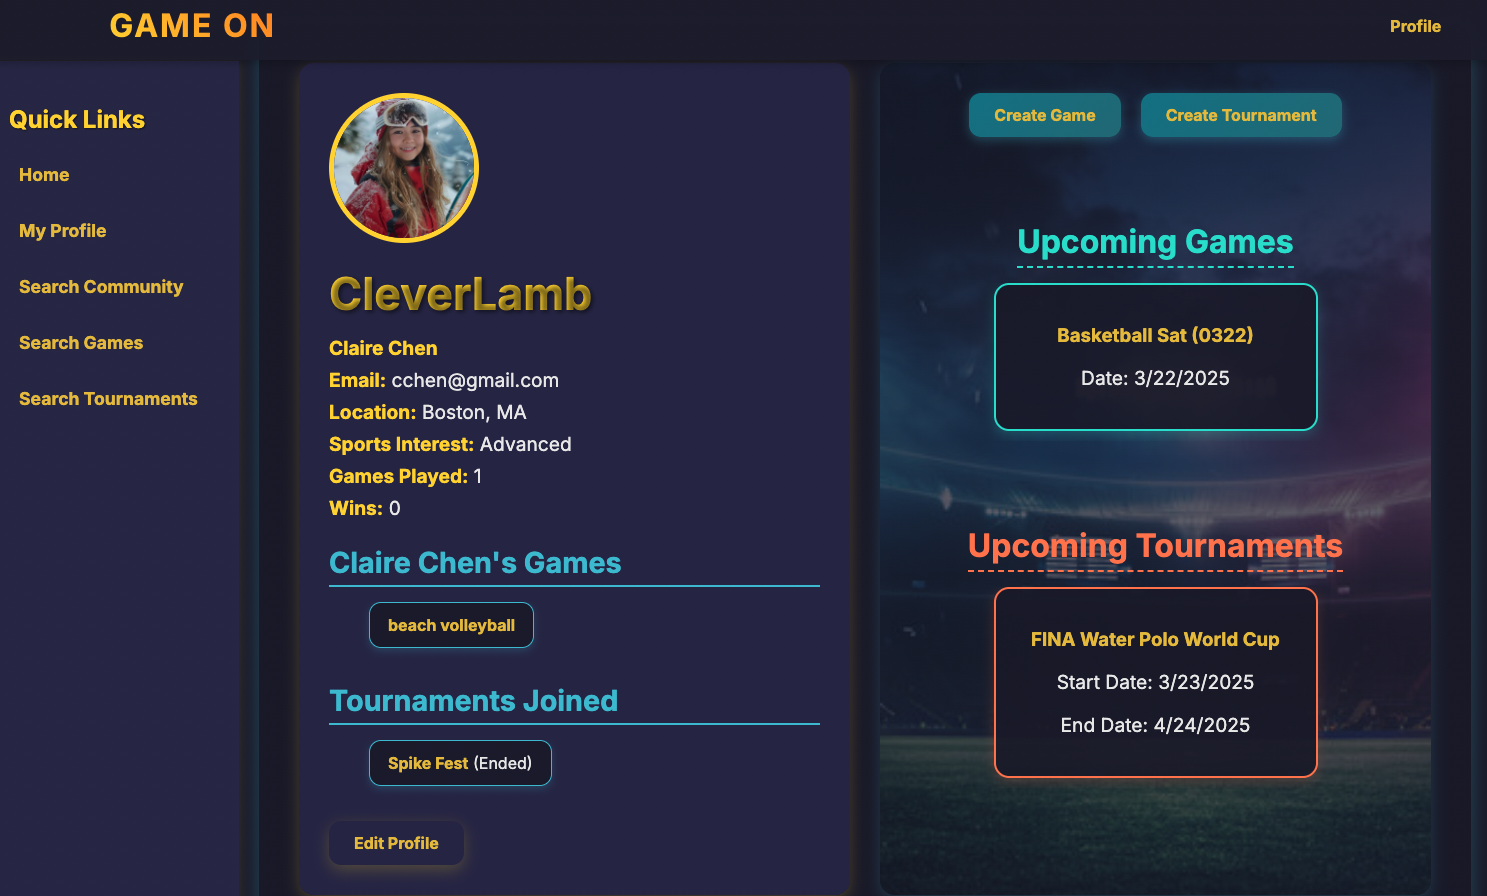 GAME ON
Profile
Quick Links
Home
My Profile
Search Community
Search Games
Search Tournaments
CleverLamb
Claire Chen
Email: cchen@gmail.com
Location: Boston, MA
Sports Interest: Advanced
Games Played: 1
Wins: 0
Claire Chen's Games
beach volleyball
Tournaments Joined
Spike Fest (Ended)
Edit Profile
Create Game
Create Tournament
Upcoming Games
Basketball Sat (0322)
Date: 3/22/2025
Upcoming Tournaments
FINA Water Polo World Cup
Start Date: 3/23/2025
End Date: 4/24/2025